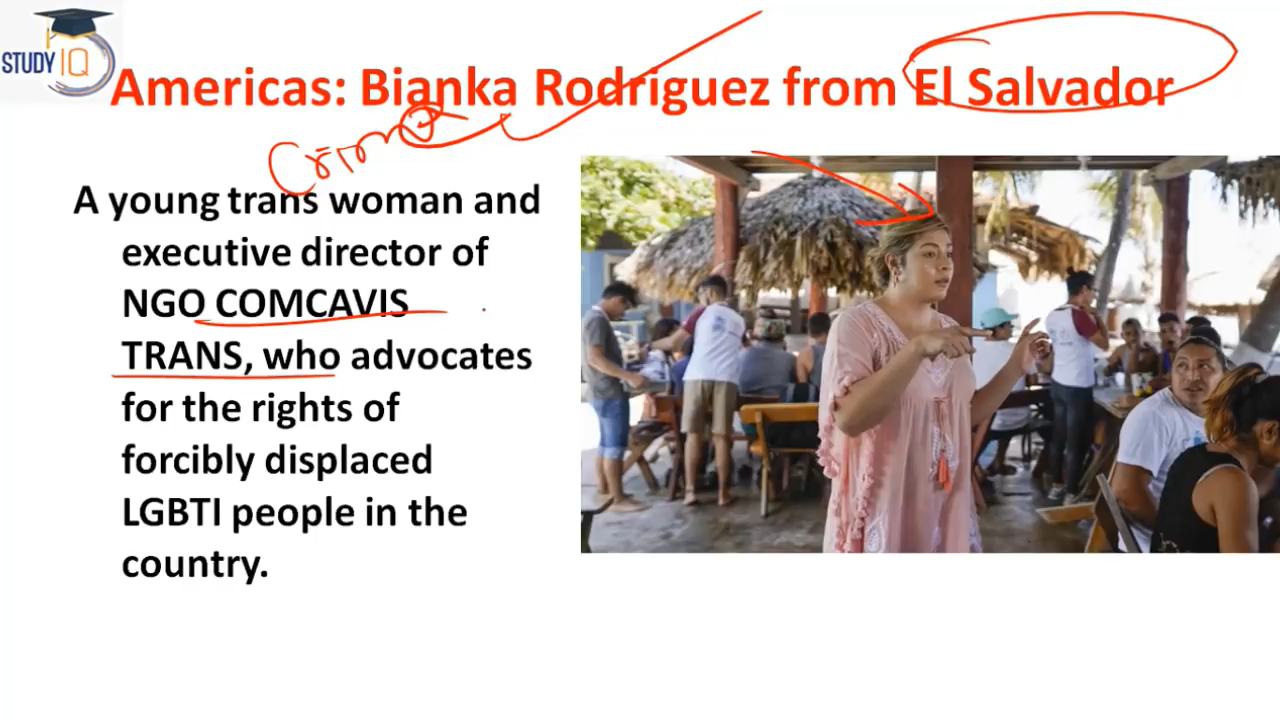 STUDY IQ
Americas: Bianka Rodríguez from El Salvador
A young trans woman and
executive director of
NGO COMCAVIS
TRANS, who advocates
for the rights of
forcibly displaced
LGBTI people in the
country.